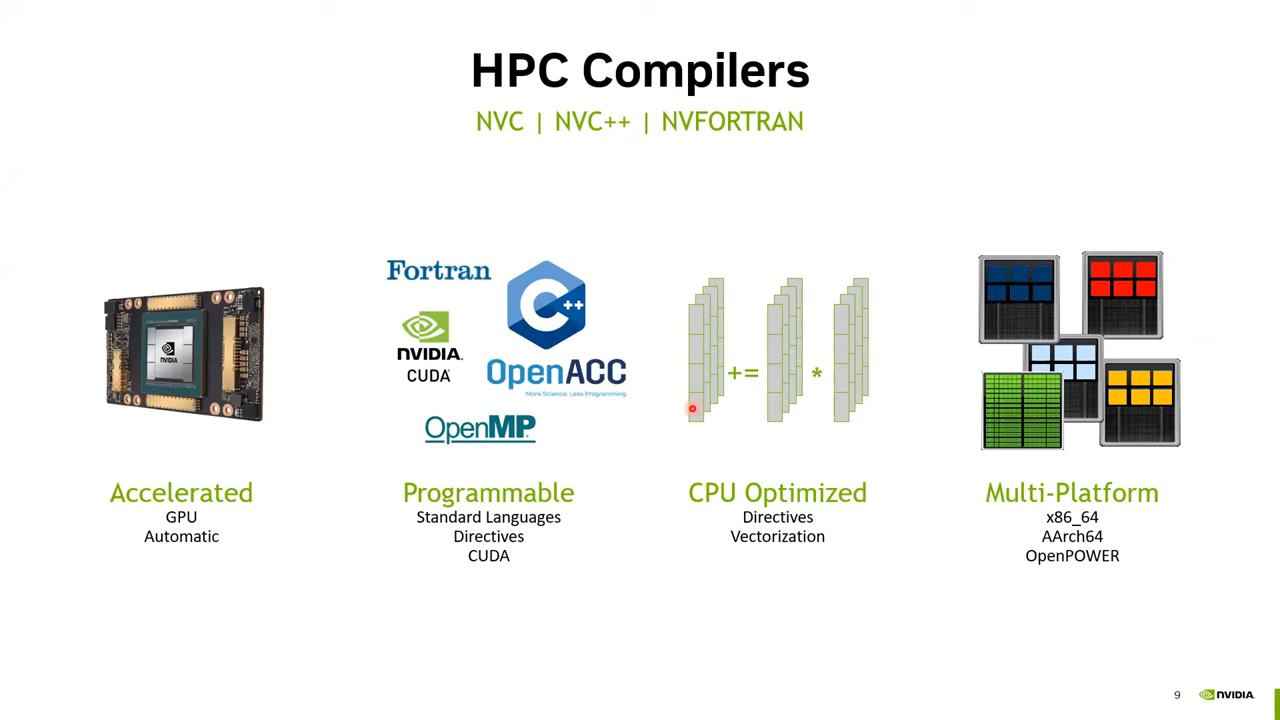 HPC Compilers
NVC | NVC++ | NVFORTRAN
NVIDIA
Fortran
C++
NVIDIA.
CUDA
OpenACC
More Science, Less Programming
OpenMP
+=
*
Accelerated
GPU
Automatic
Programmable
Standard Languages
Directives
CUDA
CPU Optimized
Directives
Vectorization
Multi-Platform
x86_64
AArch64
OpenPOWER
9
NVIDIA.